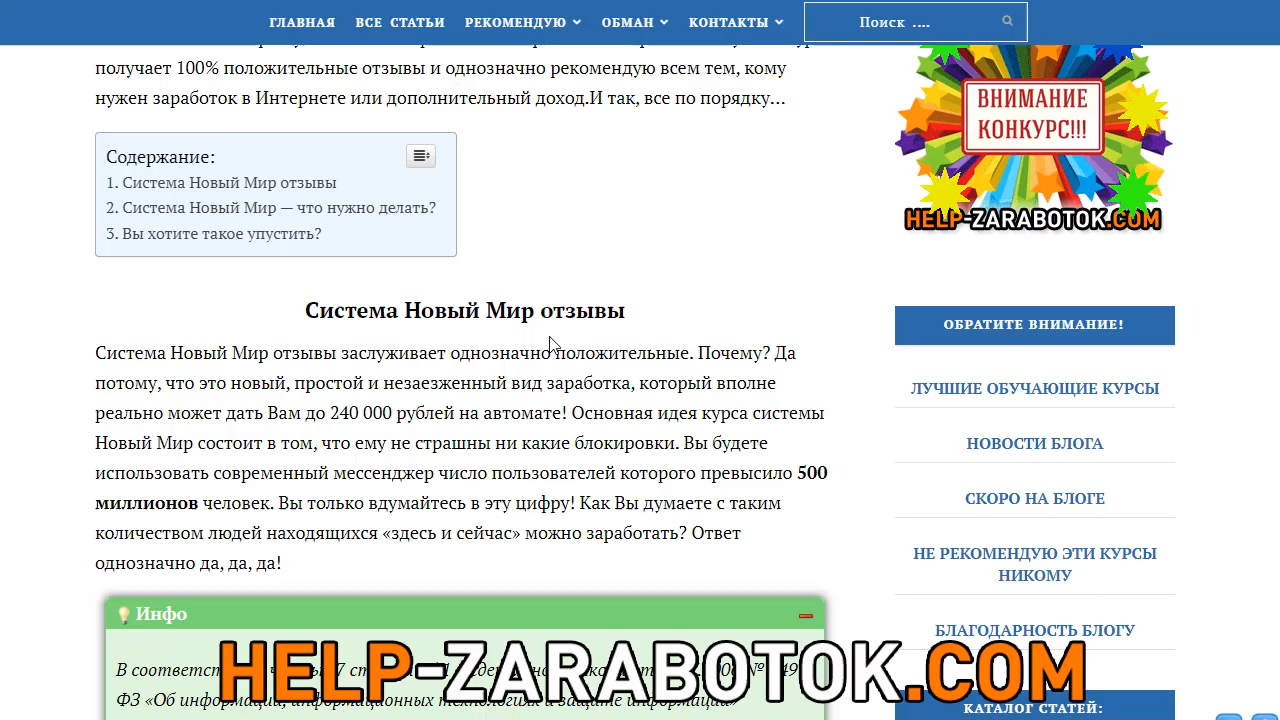 ГЛАВНАЯ ВСЕ СТАТЬИ РЕКОМЕНДУЮ ОБМАН КОНТАКТЫ Поиск ....
получает 100% положительные отзывы и однозначно рекомендую всем тем, кому
нужен заработок в Интернете или дополнительный доход.И так, все по порядку...
Содержание:
1. Система Новый Мир отзывы
2. Система Новый Мир — что нужно делать?
3. Вы хотите такое упустить?
Система Новый Мир отзывы
Система Новый Мир отзывы заслуживает однозначно положительные. Почему? Да
потому, что это новый, простой и незаезженный вид заработка, который вполне
реально может дать Вам до 240 000 рублей на автомате! Основная идея курса системы
Новый Мир состоит в том, что ему не страшны ни какие блокировки. Вы будете
использовать современный мессенджер число пользователей которого превысило 500
миллионов человек. Вы только вдумайтесь в эту цифру! Как Вы думаете с таким
количеством людей находящихся «здесь и сейчас» можно заработать? Ответ
однозначно да, да, да!
Инфо
ФЗ «Об информации, информационных технологиях и защите информации»
HELP-ZARABOTOK.COM
ВНИМАНИЕ
КОНКУРС!!!
HELP-ZARABOTOK.COM
ОБРАТИТЕ ВНИМАНИЕ!
ЛУЧШИЕ ОБУЧАЮЩИЕ КУРСЫ
НОВОСТИ БЛОГА
СКОРО НА БЛОГЕ
НЕ РЕКОМЕНДУЮ ЭТИ КУРСЫ
НИКОМУ
БЛАГОДАРНОСТЬ БЛОГУ
КАТАЛОГ СТАТЕЙ: